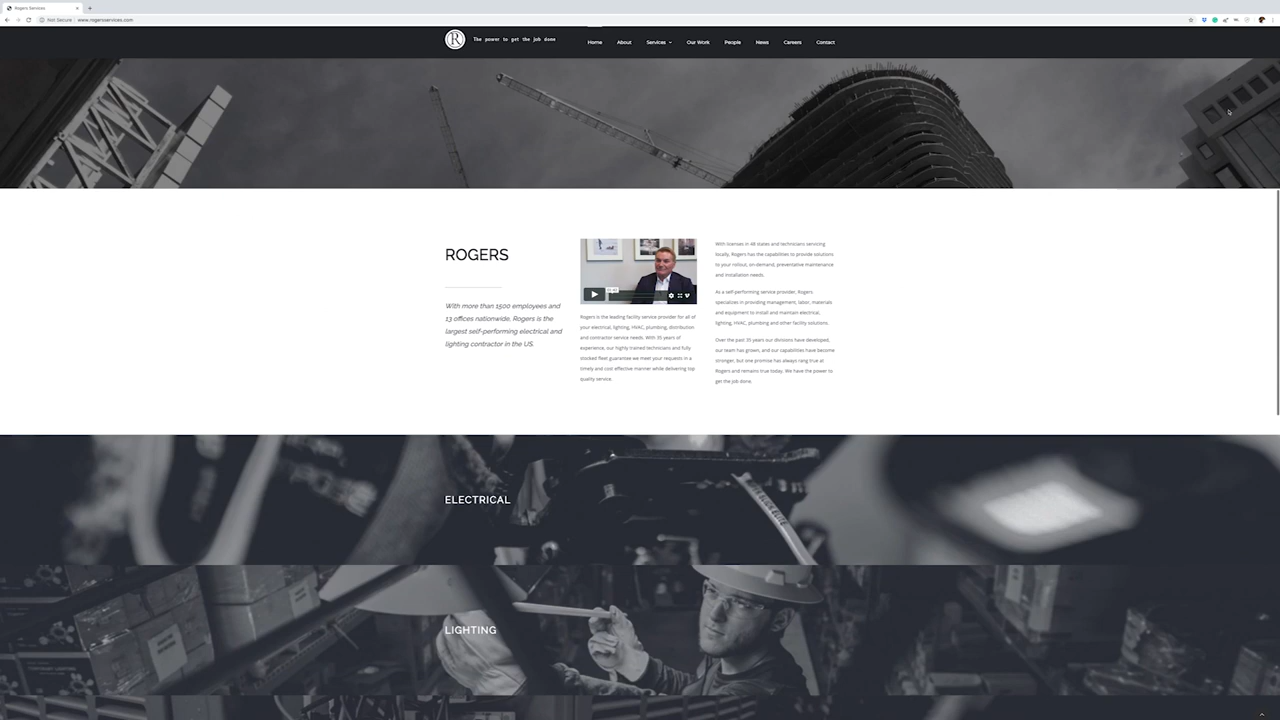 Rogers Services
Not Secure | www.rogersservices.com
R
The power to get the job done
Home About Services Our Work People News Careers Contact
ROGERS
With more than 1500 employees and
13 offices nationwide, Rogers is the
largest self-performing electrical and
lighting contractor in the US.
Rogers is the leading facility service provider for all of
your electrical, lighting, HVAC, plumbing, distribution
and contractor service needs. With 35 years of
experience, our highly trained technicians and fully
stocked fleet guarantee we meet your requests in a
timely and cost effective manner while delivering top
quality service.
With licenses in 48 states and technicians servicing
locally, Rogers has the capabilities to provide solutions
to your rollout, on-demand, preventative maintenance
and installation needs.
As a self-performing service provider, Rogers
specializes in providing management, labor, materials
and equipment to install and maintain electrical,
lighting, HVAC, plumbing and other facility solutions.
Over the past 35 years our divisions have developed,
our team has grown, and our capabilities have become
stronger, but one promise has always rang true at
Rogers and remains true today. We have the power to
get the job done.
ELECTRICAL
LIGHTING